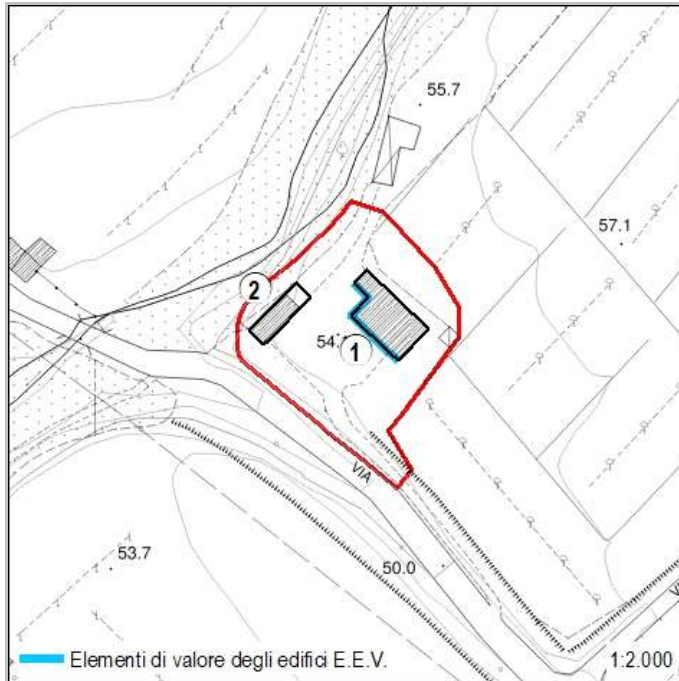 55.7
57.1
2
54.
1
VIA
53.7
50.0
V
Elementi di valore degli edifici E.E.V.
1:2.000